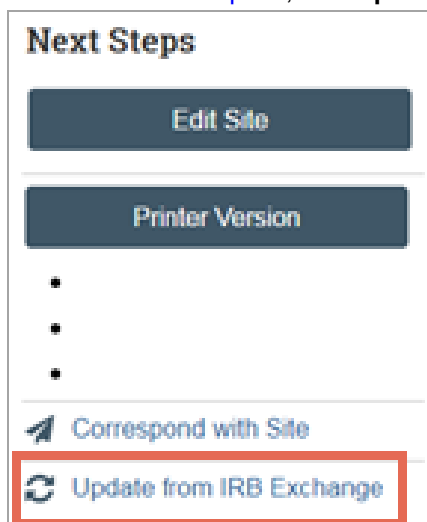 Next Steps
Edit Site
Printer Version
•
•
•
Correspond with Site
Update from IRB Exchange